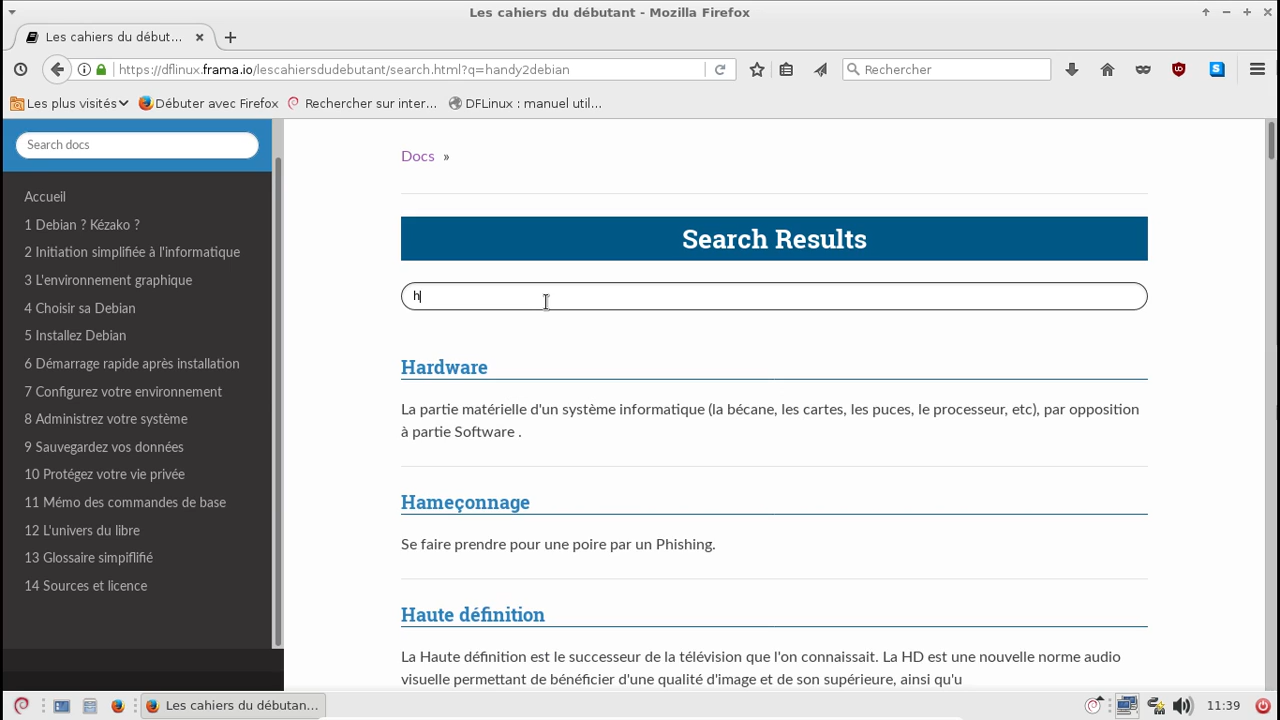 Les cahiers du débutant - Mozilla Firefox
Les cahiers du début...
https://dflinux.frama.io/lescahiersdudebutant/search.html?q=handy2debian
Rechercher
Les plus visités
Débuter avec Firefox
Rechercher sur inter...
DFLinux : manuel util...
Search docs
Accueil
1 Debian ? Kézako ?
2 Initiation simplifiée à l'informatique
3 L'environnement graphique
4 Choisir sa Debian
5 Installez Debian
6 Démarrage rapide après installation
7 Configurez votre environnement
8 Administrez votre système
9 Sauvegardez vos données
10 Protégez votre vie privée
11 Mémo des commandes de base
12 L'univers du libre
13 Glossaire simpiflifié
14 Sources et licence
Docs »
Search Results
h
Hardware
La partie matérielle d'un système informatique (la bécane, les cartes, les puces, le processeur, etc), par opposition
à partie Software .
Hameçonnage
Se faire prendre pour une poire par un Phishing.
Haute définition
La Haute définition est le successeur de la télévision que l'on connaissait. La HD est une nouvelle norme audio
visuelle permettant de bénéficier d'une qualité d'image et de son supérieure, ainsi qu'u
Les cahiers du débutan...
11:39